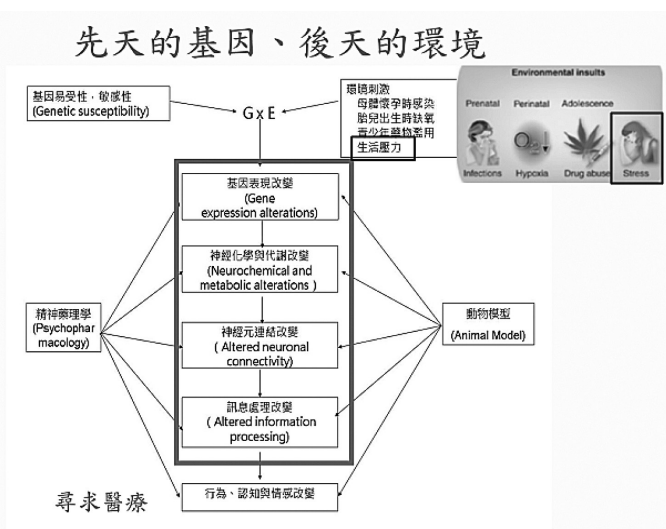 先天的基因、後天的環境
基因易受性，敏感性
(Genetic susceptibility)
GxE
環境刺激
母體懷孕時感染
胎兒出生時缺氧
青少年藥物濫用
生活壓力
Environmental insults
Prenatal Perinatal Adolescence
Infections Hypoxia Drug abuse Stress
基因表現改變
(Gene
expression alterations)
神經化學與代謝改變
(Neurochemical and
metabolic alterations )
精神藥理學
(Psychophar
macology)
神經元連結改變
( Altered neuronal
connectivity)
動物模型
(Animal Model)
訊息處理改變
( Altered information
processing)
尋求醫療
行為、認知與情感改變